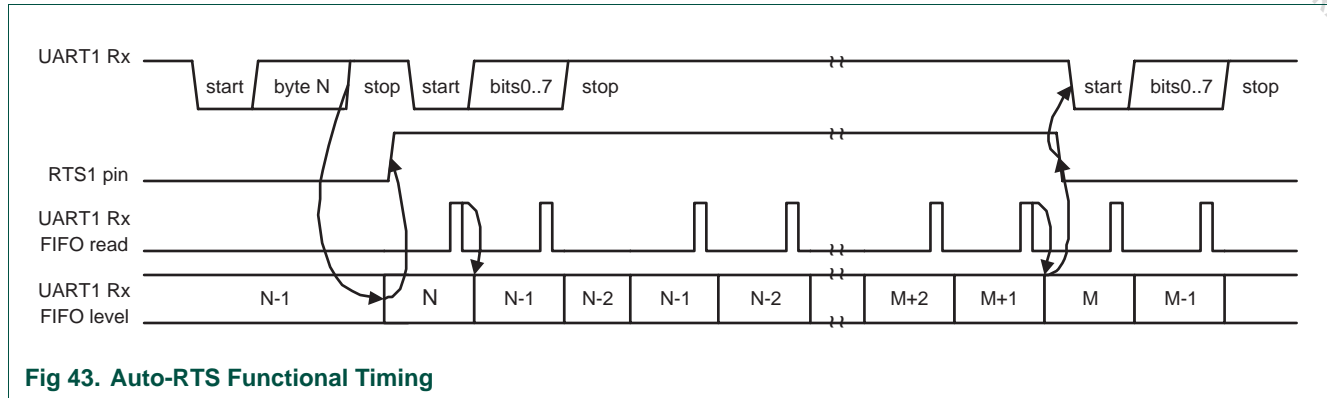 UART1 Rx
start byte N stop start bits0..7 stop start bits0..7 stop
RTS1 pin
UART1 Rx
FIFO read
UART1 Rx
FIFO level
N-1 N N-1 N-2 N-1 N-2 M+2 M+1 M M-1
Fig 43. Auto-RTS Functional Timing